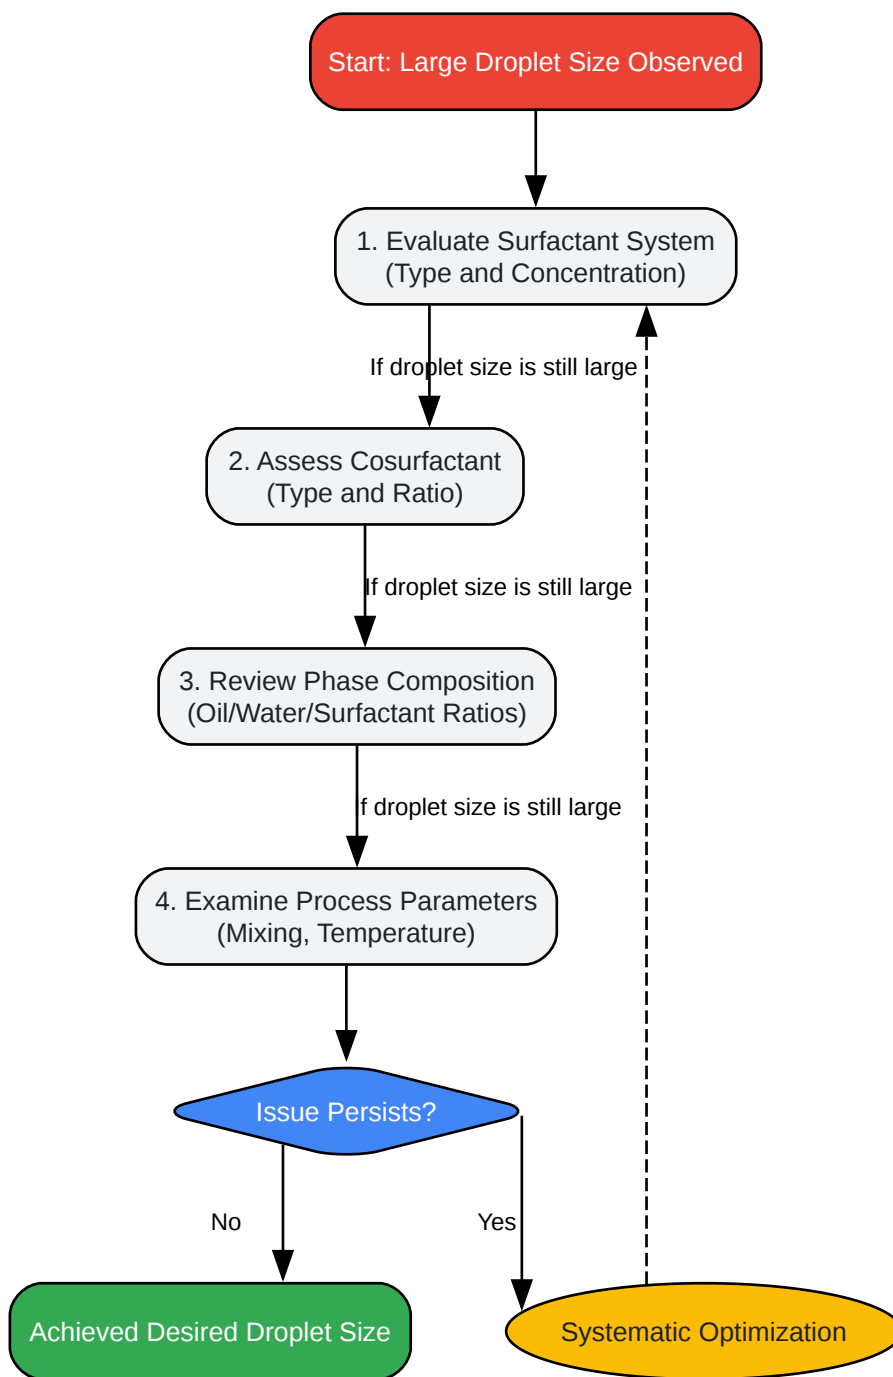 Start: Large Droplet Size Observed
1. Evaluate Surfactant System
(Type and Concentration)
If droplet size is still large
2. Assess Cosurfactant
(Type and Ratio)
If droplet size is still large
3. Review Phase Composition
(Oil/Water/Surfactant Ratios)
If droplet size is still large
4. Examine Process Parameters
(Mixing, Temperature)
Issue Persists?
No
Yes
Achieved Desired Droplet Size
Systematic Optimization